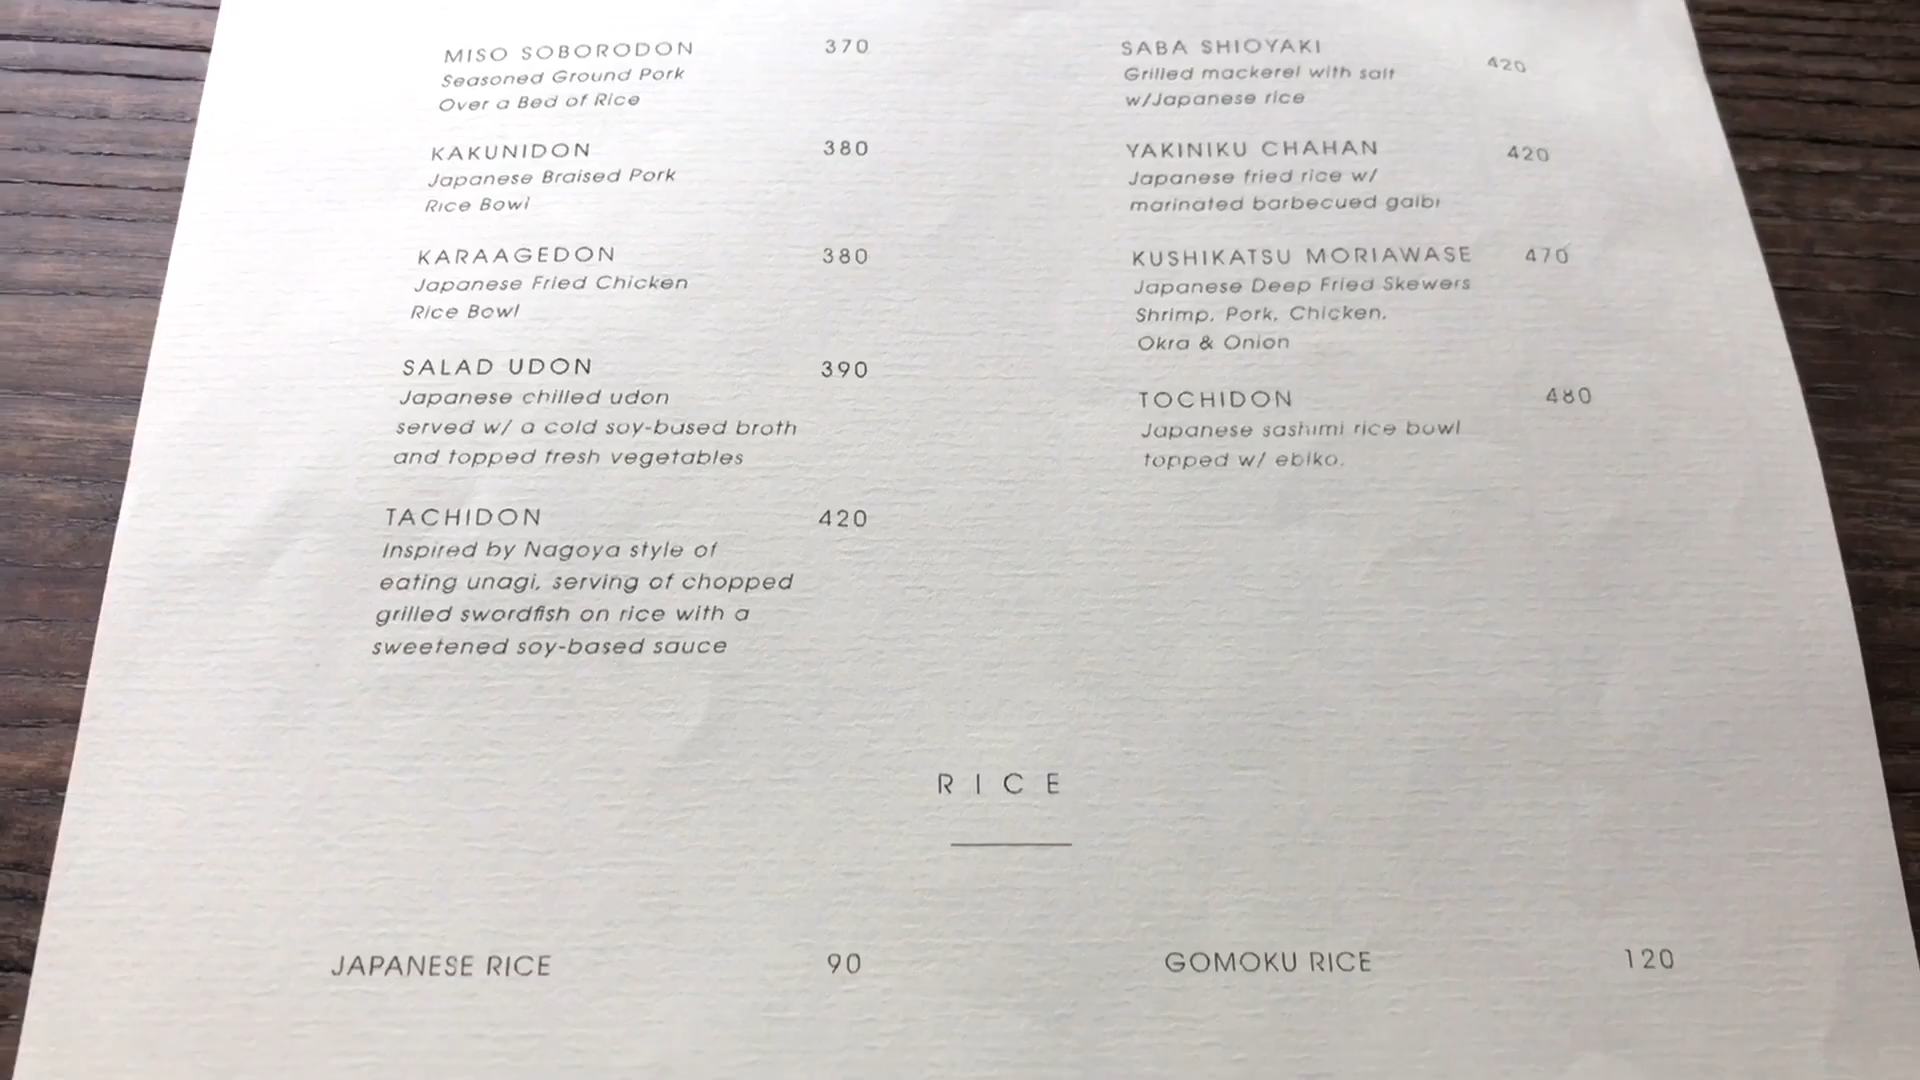 MISO SOBORODON 370
Seasoned Ground Pork
Over a Bed of Rice
KAKUNIDON 380
Japanese Braised Pork
Rice Bowl
KARAAGEDON 380
Japanese Fried Chicken
Rice Bowl
SALAD UDON 390
Japanese chilled udon
served w/ a cold soy-based broth
and topped fresh vegetables
TACHIDON 420
Inspired by Nagoya style of
eating unagi, serving of chopped
grilled swordfish on rice with a
sweetened soy-based sauce
SABA SHIOYAKI 420
Grilled mackerel with salt
w/Japanese rice
YAKINIKU CHAHAN 420
Japanese fried rice w/
marinated barbecued galbi
KUSHIKATSU MORIAWASE 470
Japanese Deep Fried Skewers
Shrimp, Pork, Chicken,
Okra & Onion
TOCHIDON 480
Japanese sashimi rice bowl
topped w/ ebiko.
RICE
JAPANESE RICE 90
GOMOKU RICE 120